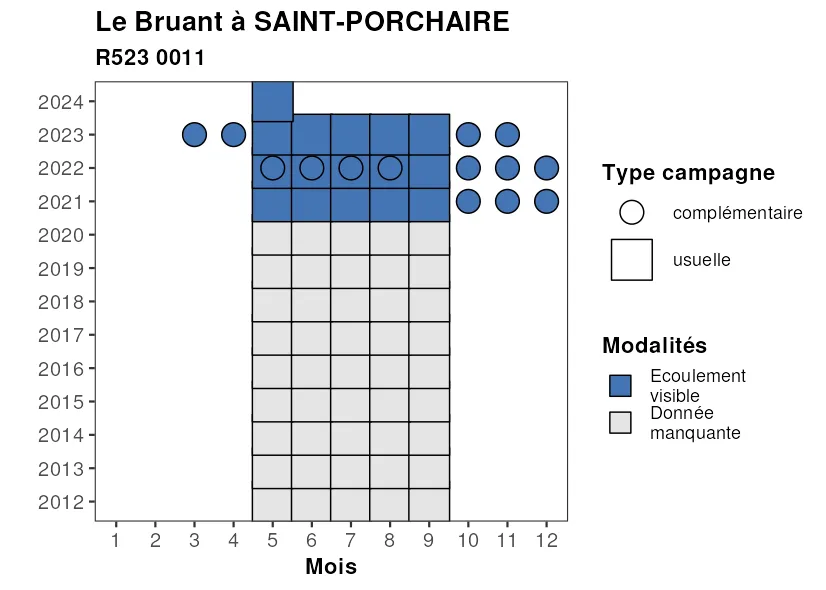 Le Bruant à SAINT-PORCHAIRE
R523 0011
2024
2023
2022
2021
2020
2019
2018
2017
2016
2015
2014
2013
2012
1 2 3 4 5 6 7 8 9 10 11 12
Mois
Type campagne
complémentaire
usuelle
Modalités
Ecoulement
visible
Donnée
manquante